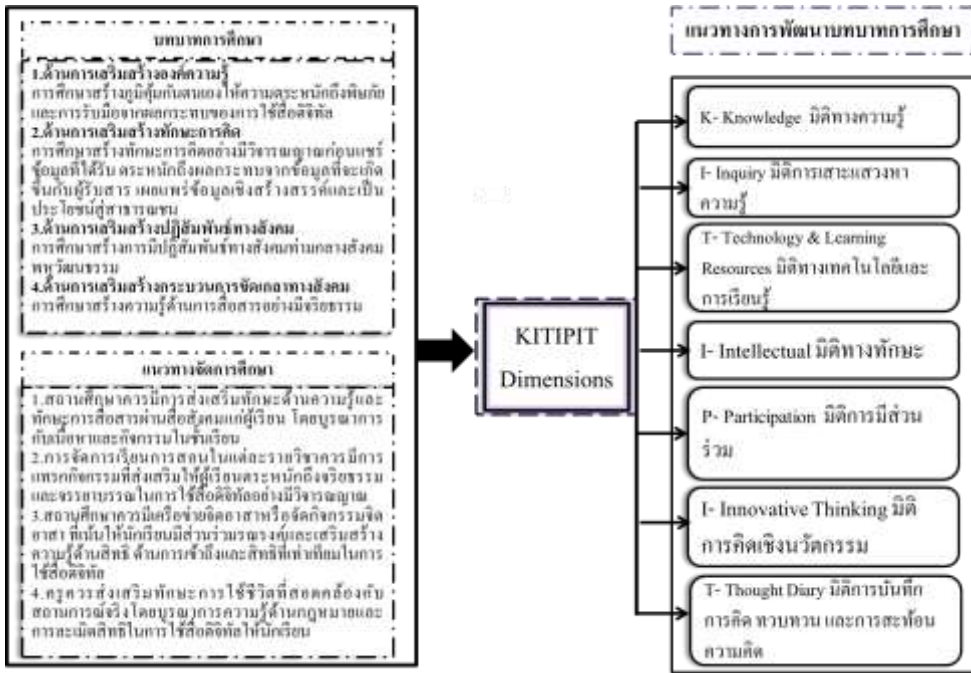 บทบาทการศึกษา
1.ด้านการเสริมสร้างองค์ความรู้
การศึกษาสร้างภูมิคุ้มกันตนเอง ให้ความตระหนักถึงพิษภัย
และการรับมือจากผลกระทบของการใช้สื่อดิจิทัล
2.ด้านการเสริมสร้างทักษะการคิด
การศึกษาสร้างทักษะการคิดอย่างมีวิจารณญาณก่อนแชร์
ข้อมูลที่ได้รับ ตระหนักถึงผลกระทบจากข้อมูลที่จะเกิด
ขึ้นกับผู้รับสาร เผยแพร่ข้อมูลเชิงสร้างสรรค์และเป็น
ประโยชน์สู่สาธารณชน
3.ด้านการเสริมสร้างปฏิสัมพันธ์ทางสังคม
การศึกษาสร้างการมีปฏิสัมพันธ์ทางสังคมท่ามกลางสังคม
พหุวัฒนธรรม
4.ด้านการเสริมสร้างกระบวนการขัดเกลาทางสังคม
การศึกษาสร้างความรู้ด้านการสื่อสารอย่างมีจริยธรรม
แนวทางจัดการศึกษา
1.สถานศึกษาควรมีการส่งเสริมทักษะด้านความรู้และ
ทักษะการสื่อสารผ่านสื่อสังคมแก่ผู้เรียน โดยบูรณาการ
กับเนื้อหาและกิจกรรมในชั้นเรียน
2.การจัดการเรียนการสอนในแต่ละรายวิชาควรมีการ
แทรกกิจกรรมที่ส่งเสริมให้ผู้เรียนตระหนักถึงจริยธรรม
และจรรยาบรรณในการใช้สื่อดิจิทัลอย่างมีวิจารณญาณ
3.สถานศึกษาควรมีเครือข่ายจิตอาสาหรือจัดกิจกรรมจิต
อาสา ที่เน้นให้นักเรียนมีส่วนร่วมรณรงค์และเสริมสร้าง
ความรู้ด้านสิทธิ ด้านการเข้าถึงและสิทธิที่เท่าเทียมในการ
ใช้สื่อดิจิทัล
4.ครูควรส่งเสริมทักษะการใช้ชีวิตที่สอดคล้องกับ
สถานการณ์จริง โดยบูรณาการความรู้ด้านกฎหมายและ
การละเมิดสิทธิในการใช้สื่อดิจิทัลให้นักเรียน
KITIPIT
Dimensions
แนวทางการพัฒนาบทบาทการศึกษา
K- Knowledge มิติทางความรู้
I- Inquiry มิติการเสาะแสวงหา
ความรู้
T- Technology & Learning
Resources มิติทางเทคโนโลยีและ
การเรียนรู้
I- Intellectual มิติทางทักษะ
P- Participation มิติการมีส่วน
ร่วม
I- Innovative Thinking มิติ
การคิดเชิงนวัตกรรม
T- Thought Diary มิติการบันทึก
การคิด ทวบทวน และการสะท้อน
ความคิด